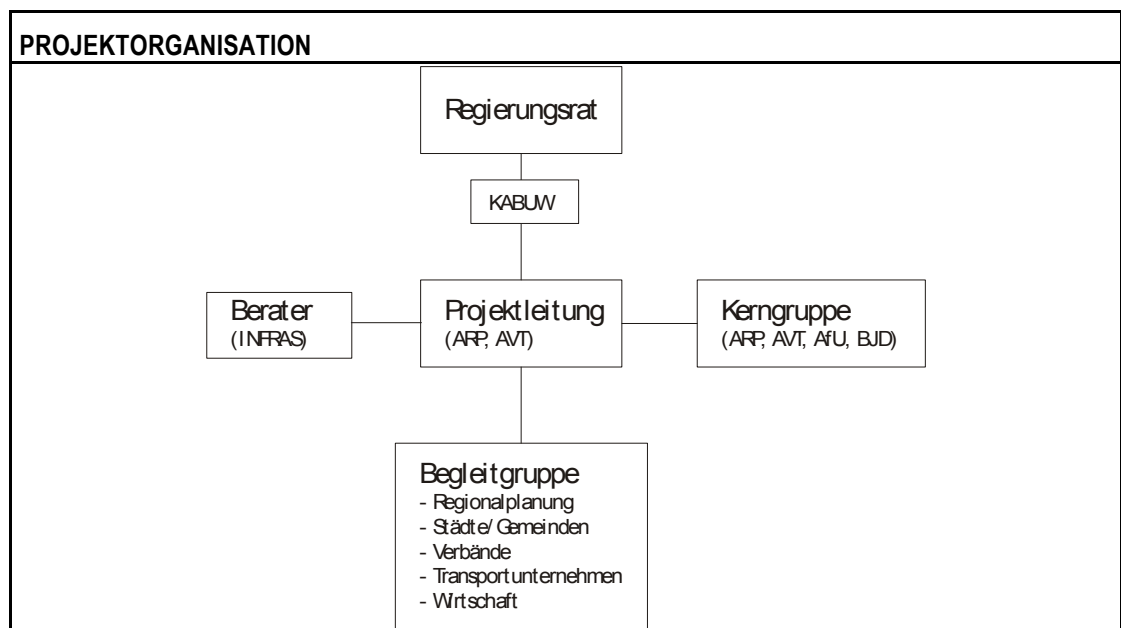 PROJEKTORGANISATION
Regierungsrat
KABUW
Berater
(INFRAS)
Projektleitung
(ARP, AVT)
Kerngruppe
(ARP, AVT, AfU, BJD)
Begleitgruppe
- Regionalplanung
- Städte/ Gemeinden
- Verbände
- Transportunternehmen
- Wirtschaft